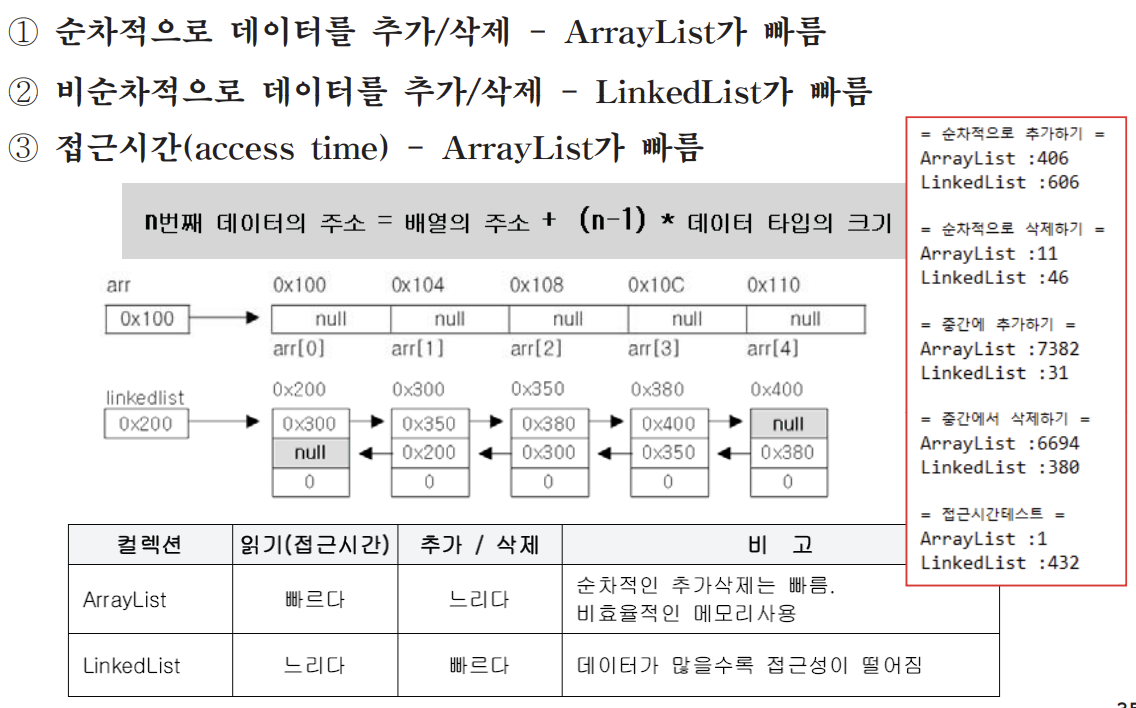 ① 순차적으로 데이터를 추가/삭제 - ArrayList가 빠름
② 비순차적으로 데이터를 추가/삭제 - LinkedList가 빠름
③ 접근시간(access time) - ArrayList가 빠름
n번째 데이터의 주소 = 배열의 주소 + (n-1) * 데이터 타입의 크기
arr 0x100 0x104 0x108 0x10C 0x110
0x100 null null null null null
arr[0] arr[1] arr[2] arr[3] arr[4]
linkedlist 0x200 0x300 0x350 0x380 0x400
0x200 0x300 0x350 0x380 0x400 null
null 0x200 0x300 0x350 0x380
0 0 0 0 0
= 순차적으로 추가하기 =
ArrayList :406
LinkedList :606
= 순차적으로 삭제하기 =
ArrayList :11
LinkedList :46
= 중간에 추가하기 =
ArrayList :7382
LinkedList :31
= 중간에서 삭제하기 =
ArrayList :6694
LinkedList :380
= 접근시간테스트 =
ArrayList :1
LinkedList :432
컬렉션 읽기(접근시간) 추가 / 삭제 비 고
ArrayList 빠르다 느리다 순차적인 추가삭제는 빠름.
비효율적인 메모리사용
LinkedList 느리다 빠르다 데이터가 많을수록 접근성이 떨어짐